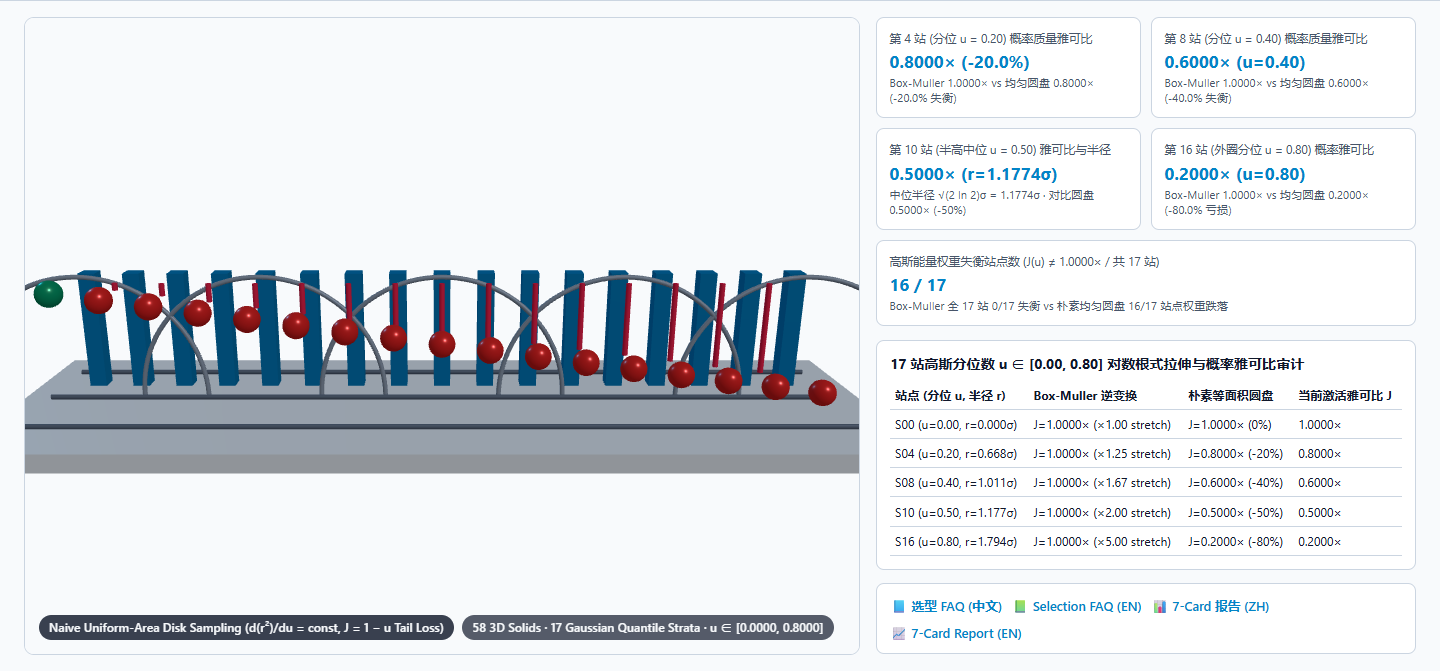 第 4 站 (分位 u = 0.20) 概率质量雅可比
0.8000× (-20.0%)
Box-Muller 1.0000× vs 均匀圆盘 0.8000×
(-20.0% 失衡)
第 8 站 (分位 u = 0.40) 概率质量雅可比
0.6000× (u=0.40)
Box-Muller 1.0000× vs 均匀圆盘 0.6000×
(-40.0% 失衡)
第 10 站 (半高中位 u = 0.50) 雅可比与半径
0.5000× (r=1.1774σ)
中位半径 √(2 ln 2)σ = 1.1774σ · 对比圆盘
0.5000× (-50%)
第 16 站 (外圈分位 u = 0.80) 概率雅可比
0.2000× (u=0.80)
Box-Muller 1.0000× vs 均匀圆盘 0.2000×
(-80.0% 亏损)
高斯能量权重失衡站点数 (J(u) ≠ 1.0000× / 共 17 站)
16 / 17
Box-Muller 全 17 站 0/17 失衡 vs 朴素均匀圆盘 16/17 站点权重跌落
17 站高斯分位数 u ∈ [0.00, 0.80] 对数根式拉伸与概率雅可比审计
站点 (分位 u, 半径 r) Box-Muller 逆变换 朴素等面积圆盘 当前激活雅可比 J
S00 (u=0.00, r=0.000σ) J=1.0000× (×1.00 stretch) J=1.0000× (0%) 1.0000×
S04 (u=0.20, r=0.668σ) J=1.0000× (×1.25 stretch) J=0.8000× (-20%) 0.8000×
S08 (u=0.40, r=1.011σ) J=1.0000× (×1.67 stretch) J=0.6000× (-40%) 0.6000×
S10 (u=0.50, r=1.177σ) J=1.0000× (×2.00 stretch) J=0.5000× (-50%) 0.5000×
S16 (u=0.80, r=1.794σ) J=1.0000× (×5.00 stretch) J=0.2000× (-80%) 0.2000×
选型 FAQ (中文) Selection FAQ (EN) 7-Card 报告 (ZH)
7-Card Report (EN)
Naive Uniform-Area Disk Sampling (d(r²)/du = const, J = 1 − u Tail Loss)
58 3D Solids · 17 Gaussian Quantile Strata · u ∈ [0.0000, 0.8000]